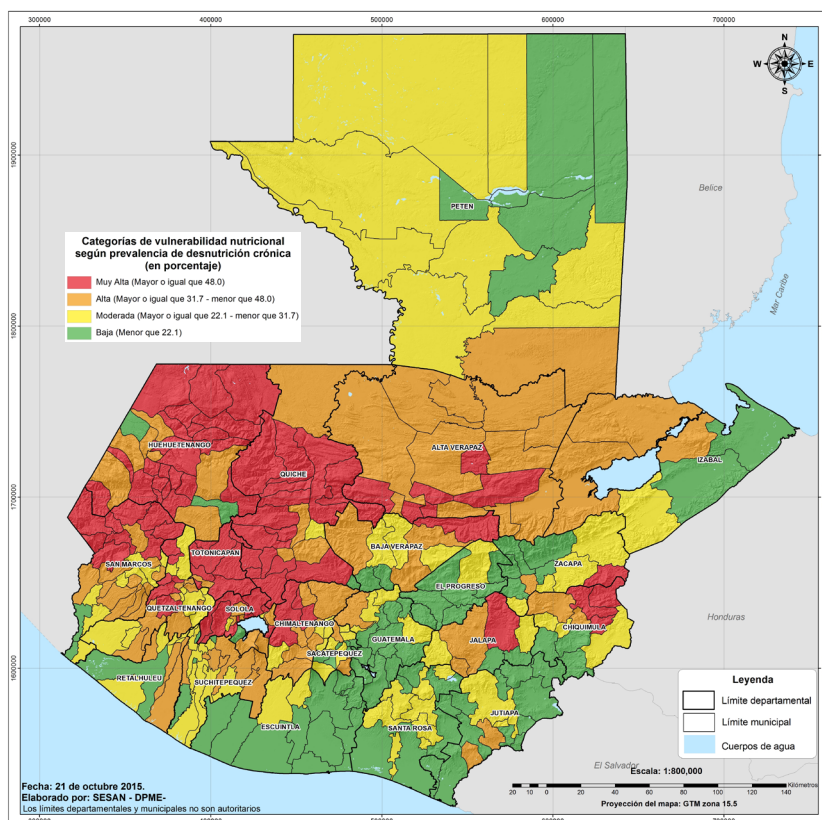 300000 400000 500000 600000 700000
N
W E
S
1900000
1800000
1700000
1600000
Belice
Mar Caribe
PETEN
Categorías de vulnerabilidad nutricional
según prevalencia de desnutrición crónica
(en porcentaje)
Muy Alta (Mayor o igual que 48.0)
Alta (Mayor o igual 31.7 - menor que 48.0)
Moderada (Mayor o igual que 22.1 - menor que 31.7)
Baja (Menor que 22.1)
HUEHUETENANGO
QUICHE
ALTA VERAPAZ
IZABAL
SAN MARCOS
TOTONICAPAN
BAJA VERAPAZ
ZACAPA
EL PROGRESO
QUETZALTENANGO
SOLOLA
CHIMALTENANGO
GUATEMALA
JALAPA
CHIQUIMULA
Honduras
SACATEPEQUEZ
RETALHULEU
SUCHITEPEQUEZ
ESCUINTLA
SANTA ROSA
JUTIAPA
El Salvador
Leyenda
Límite departamental
Límite municipal
Cuerpos de agua
Escala: 1:800,000
20 10 0 20 40 60 80 100 120 140
Kilómetros
Proyección del mapa: GTM zona 15.5
Fecha: 21 de octubre 2015.
Elaborado por: SESAN - DPME-
Los límites departamentales y municipales no son autoritarios
300000 400000 500000 600000 700000